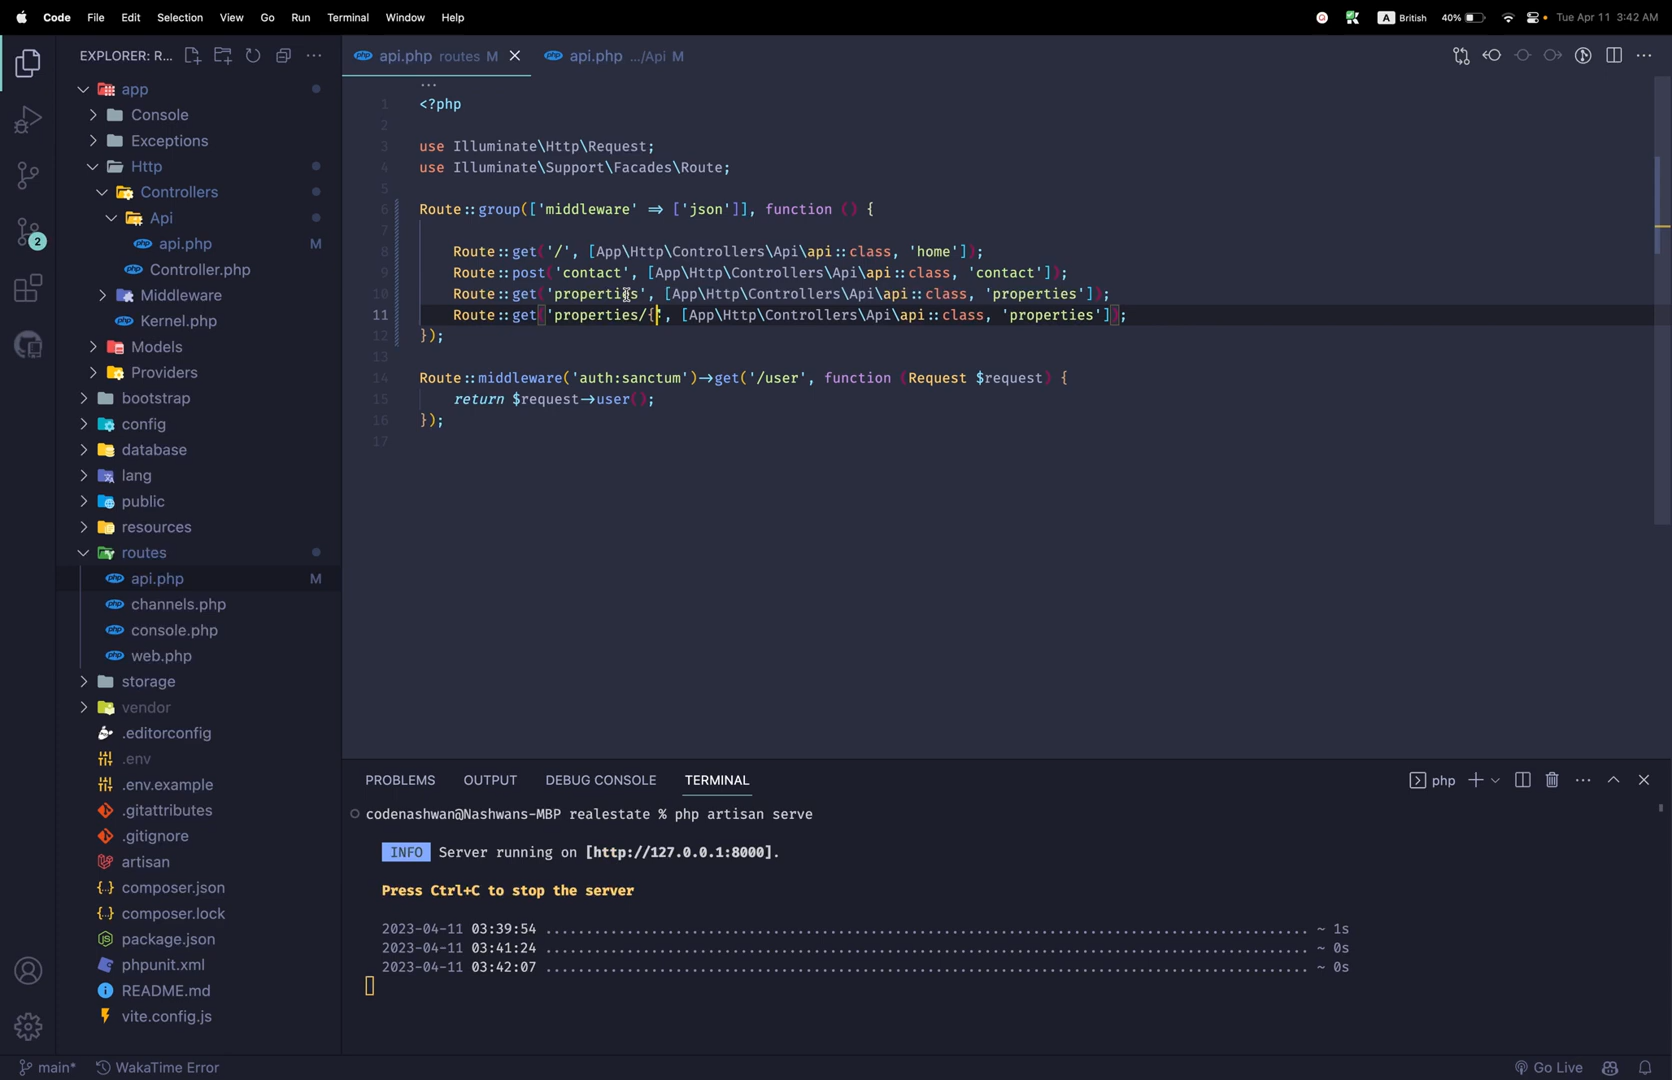 Code File Edit Selection View Go Run Terminal Window Help
A British 40% Tue Apr 11 3:42 AM
EXPLORER: R...
app
Console
Exceptions
Http
Controllers
Api
php api.php M
php Controller.php
Middleware
php Kernel.php
Models
Providers
bootstrap
config
database
lang
public
resources
routes
php api.php M
php channels.php
php console.php
php web.php
storage
vendor
.editorconfig
.env
.env.example
.gitattributes
.gitignore
artisan
composer.json
composer.lock
package.json
phpunit.xml
README.md
vite.config.js
2
php api.php routes M
php api.php .../Api M
1 <?php
2
3 use Illuminate\Http\Request;
4 use Illuminate\Support\Facades\Route;
5
6 Route::group(['middleware' => ['json']], function () {
7
8 Route::get('/', [App\Http\Controllers\Api\api::class, 'home']);
9 Route::post('contact', [App\Http\Controllers\Api\api::class, 'contact']);
10 Route::get('properties', [App\Http\Controllers\Api\api::class, 'properties']);
11 Route::get('properties/{', [App\Http\Controllers\Api\api::class, 'properties']);
12 });
13
14 Route::middleware('auth:sanctum')->get('/user', function (Request $request) {
15 return $request->user();
16 });
17
PROBLEMS OUTPUT DEBUG CONSOLE TERMINAL
php
codenashwan@Nashwans-MBP realestate % php artisan serve
INFO Server running on [http://127.0.0.1:8000].
Press Ctrl+C to stop the server
2023-04-11 03:39:54 ........ ~ 1s
2023-04-11 03:41:24 ........ ~ 0s
2023-04-11 03:42:07 ........ ~ 0s
main* WakaTime Error
Go Live